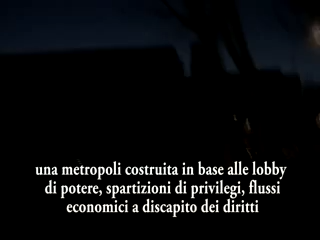 una metropoli costruita in base alle lobby
di potere, spartizioni di privilegi, flussi
economici a discapito dei diritti